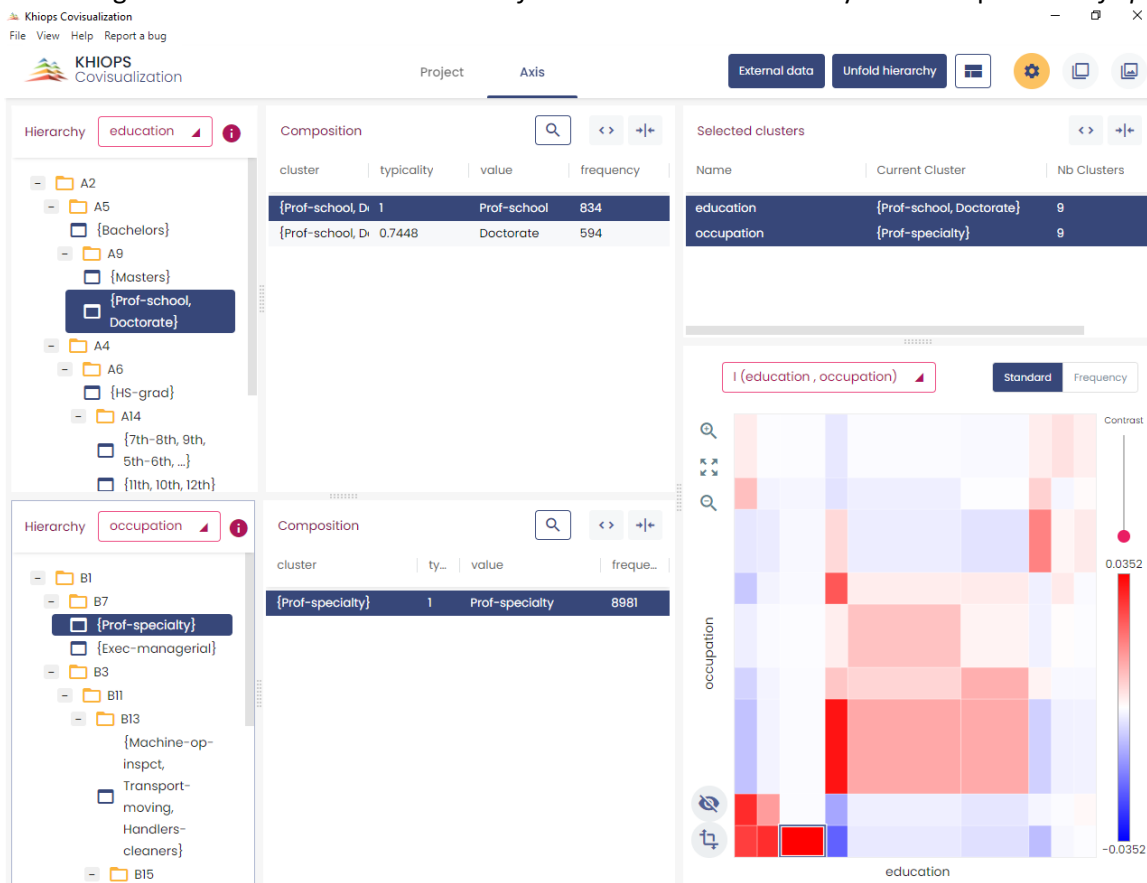 Khiops Covisualization
File View Help Report a bug
KHIOPS
Covisualization
Project Axis
External data Unfold hierarchy
Hierarchy education
A2
A5
{Bachelors}
A9
{Masters}
{Prof-school,
Doctorate}
A4
A6
{HS-grad}
A14
{7th-8th, 9th,
5th-6th, ...}
{11th, 10th, 12th}
Composition
cluster typicality value frequency
{Prof-school, D 1 Prof-school 834
{Prof-school, D 0.7448 Doctorate 594
Selected clusters
Name Current Cluster Nb Clusters
education {Prof-school, Doctorate} 9
occupation {Prof-specialty} 9
Hierarchy occupation
B1
B7
{Prof-specialty}
{Exec-managerial}
B3
B11
B13
{Machine-op-
inspct,
Transport-
moving,
Handlers-
cleaners}
B15
Composition
cluster ty... value freque...
{Prof-specialty} 1 Prof-specialty 8981
I (education , occupation)
Standard Frequency
Contrast
0.0352
-0.0352
occupation
education